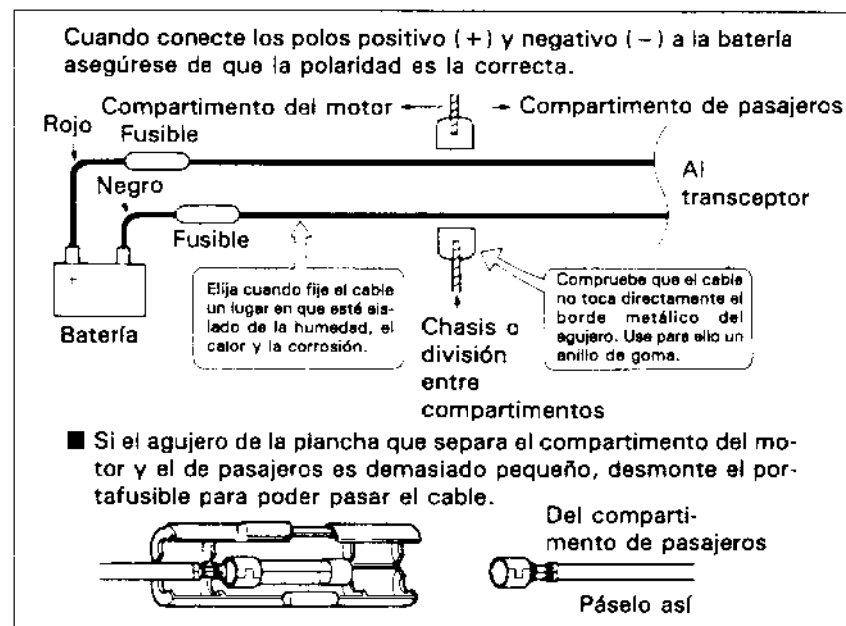 Cuando conecte los polos positivo (+) y negativo (−) a la batería
asegúrese de que la polaridad es la correcta.
Compartimento del motor
Compartimento de pasajeros
Rojo
Fusible
Negro
Al
transceptor
Fusible
+
Batería
Elija cuando fije el cable
un lugar en que esté ais-
lado de la humedad, el
calor y la corrosión.
Chasis o
división
entre
compartimentos
Compruebe que el cable
no toca directamente el
borde metálico del
agujero. Use para ello un
anillo de goma.
■ Si el agujero de la plancha que separa el compartimento del mo-
tor y el de pasajeros es demasiado pequeño, desmonte el por-
tafusible para poder pasar el cable.
Del comparti-
mento de pasajeros
Páselo así